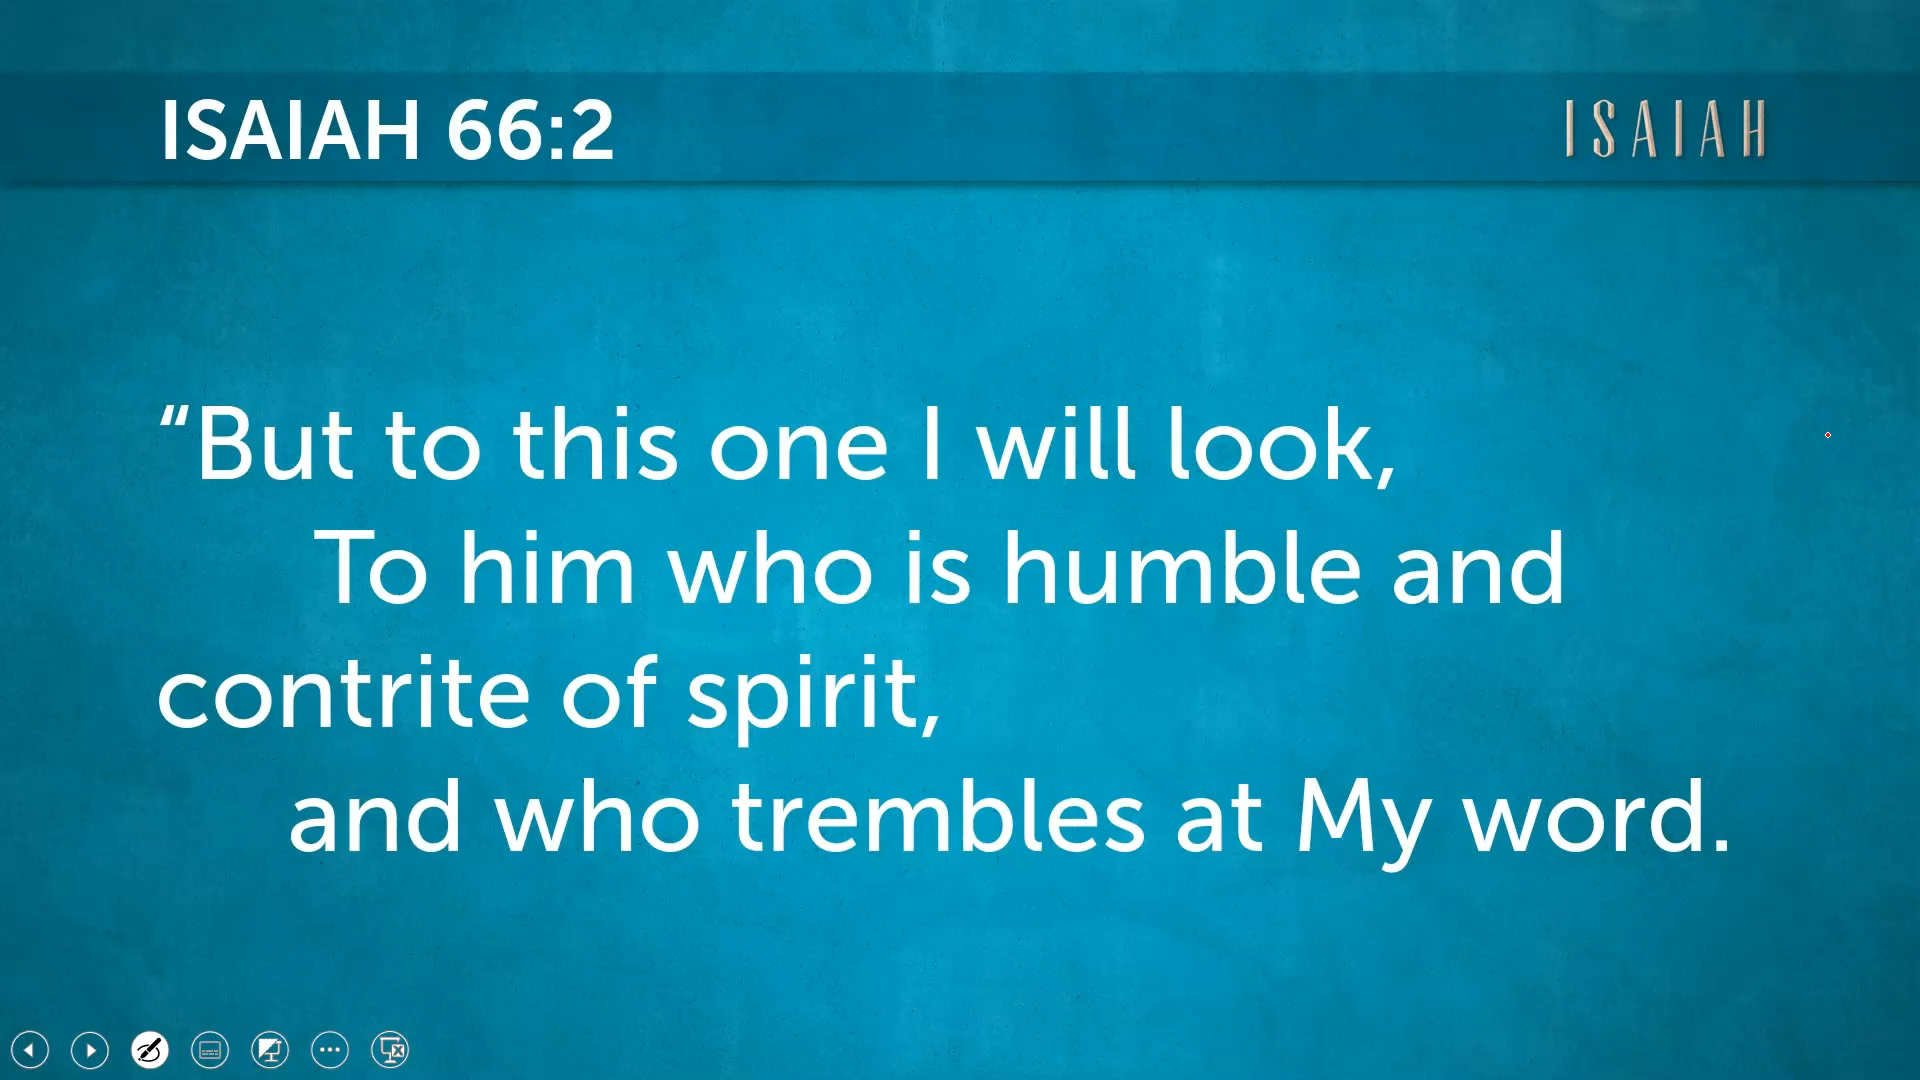 ISAIAH 66:2
ISAIAH
“But to this one I will look,
To him who is humble and
contrite of spirit,
and who trembles at My word.